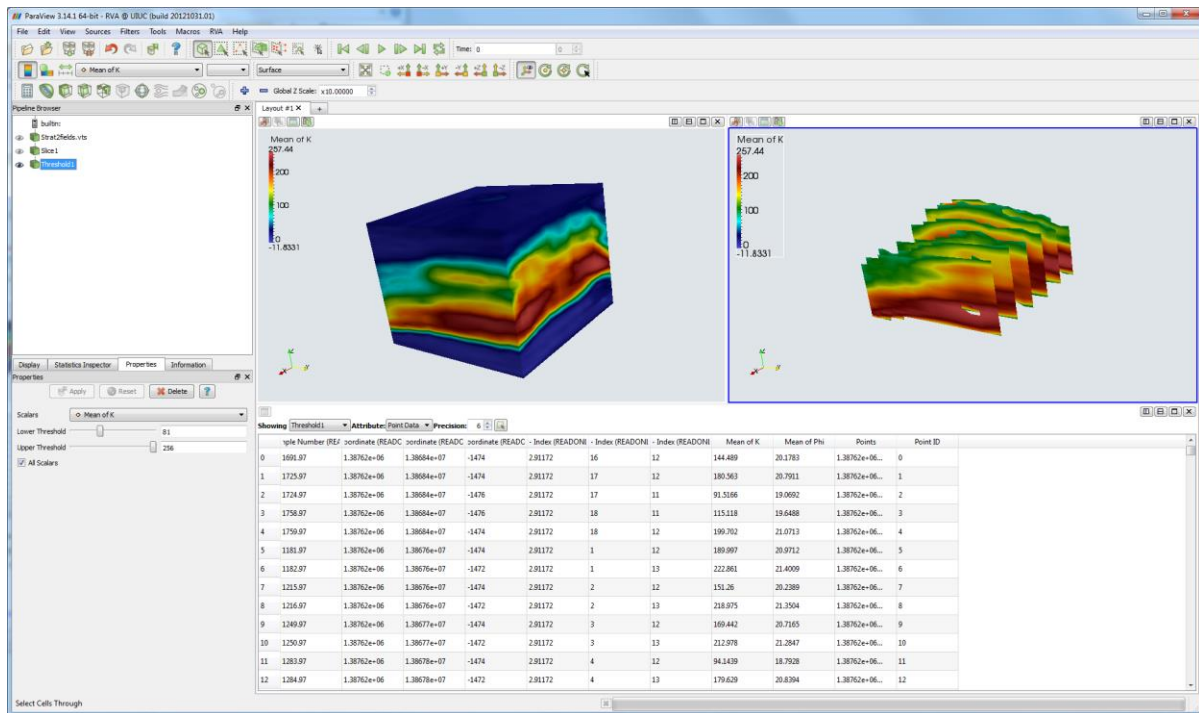 ParaView 3.14.1 64-bit - RVA @ UIUC (build 20121031.01)
File Edit View Sources Filters Tools Macros RVA Help
Time: 0 0
Mean of K Surface
Global Z Scale: x10.00000
Pipeline Browser
Layout #1
builtin:
Strat2fields.vts
Slice1
Threshold1
Mean of K
257.44
200
100
0
-11.8331
Mean of K
257.44
200
100
0
-11.8331
Display Statistics Inspector Properties Information
Properties
Apply Reset Delete ?
Scalars Mean of K
Lower Threshold 81
Upper Threshold 256
All Scalars
Showing Threshold1 Attribute: Point Data Precision: 6
nple Number (REA ordinate (READC ordinate (READC ordinate (READC - Index (READONI - Index (READONI - Index (READONI Mean of K Mean of Phi Points Point ID
0 1691.97 1.38762e+06 1.38684e+07 -1474 2.91172 16 12 144.489 20.1783 1.38762e+06... 0
1 1725.97 1.38762e+06 1.38684e+07 -1474 2.91172 17 12 180.563 20.7911 1.38762e+06... 1
2 1724.97 1.38762e+06 1.38684e+07 -1476 2.91172 17 11 91.5166 19.0692 1.38762e+06... 2
3 1758.97 1.38762e+06 1.38684e+07 -1476 2.91172 18 11 115.118 19.6488 1.38762e+06... 3
4 1759.97 1.38762e+06 1.38684e+07 -1474 2.91172 18 12 199.702 21.0713 1.38762e+06... 4
5 1181.97 1.38762e+06 1.38676e+07 -1474 2.91172 1 12 189.997 20.9712 1.38762e+06... 5
6 1182.97 1.38762e+06 1.38676e+07 -1472 2.91172 1 13 222.861 21.4009 1.38762e+06... 6
7 1215.97 1.38762e+06 1.38676e+07 -1474 2.91172 2 12 151.26 20.2389 1.38762e+06... 7
8 1216.97 1.38762e+06 1.38676e+07 -1472 2.91172 2 13 218.975 21.3504 1.38762e+06... 8
9 1249.97 1.38762e+06 1.38677e+07 -1474 2.91172 3 12 169.442 20.7165 1.38762e+06... 9
10 1250.97 1.38762e+06 1.38677e+07 -1472 2.91172 3 13 212.978 21.2847 1.38762e+06... 10
11 1283.97 1.38762e+06 1.38678e+07 -1474 2.91172 4 12 94.1439 18.7928 1.38762e+06... 11
12 1284.97 1.38762e+06 1.38678e+07 -1472 2.91172 4 13 179.629 20.8394 1.38762e+06... 12
Select Cells Through